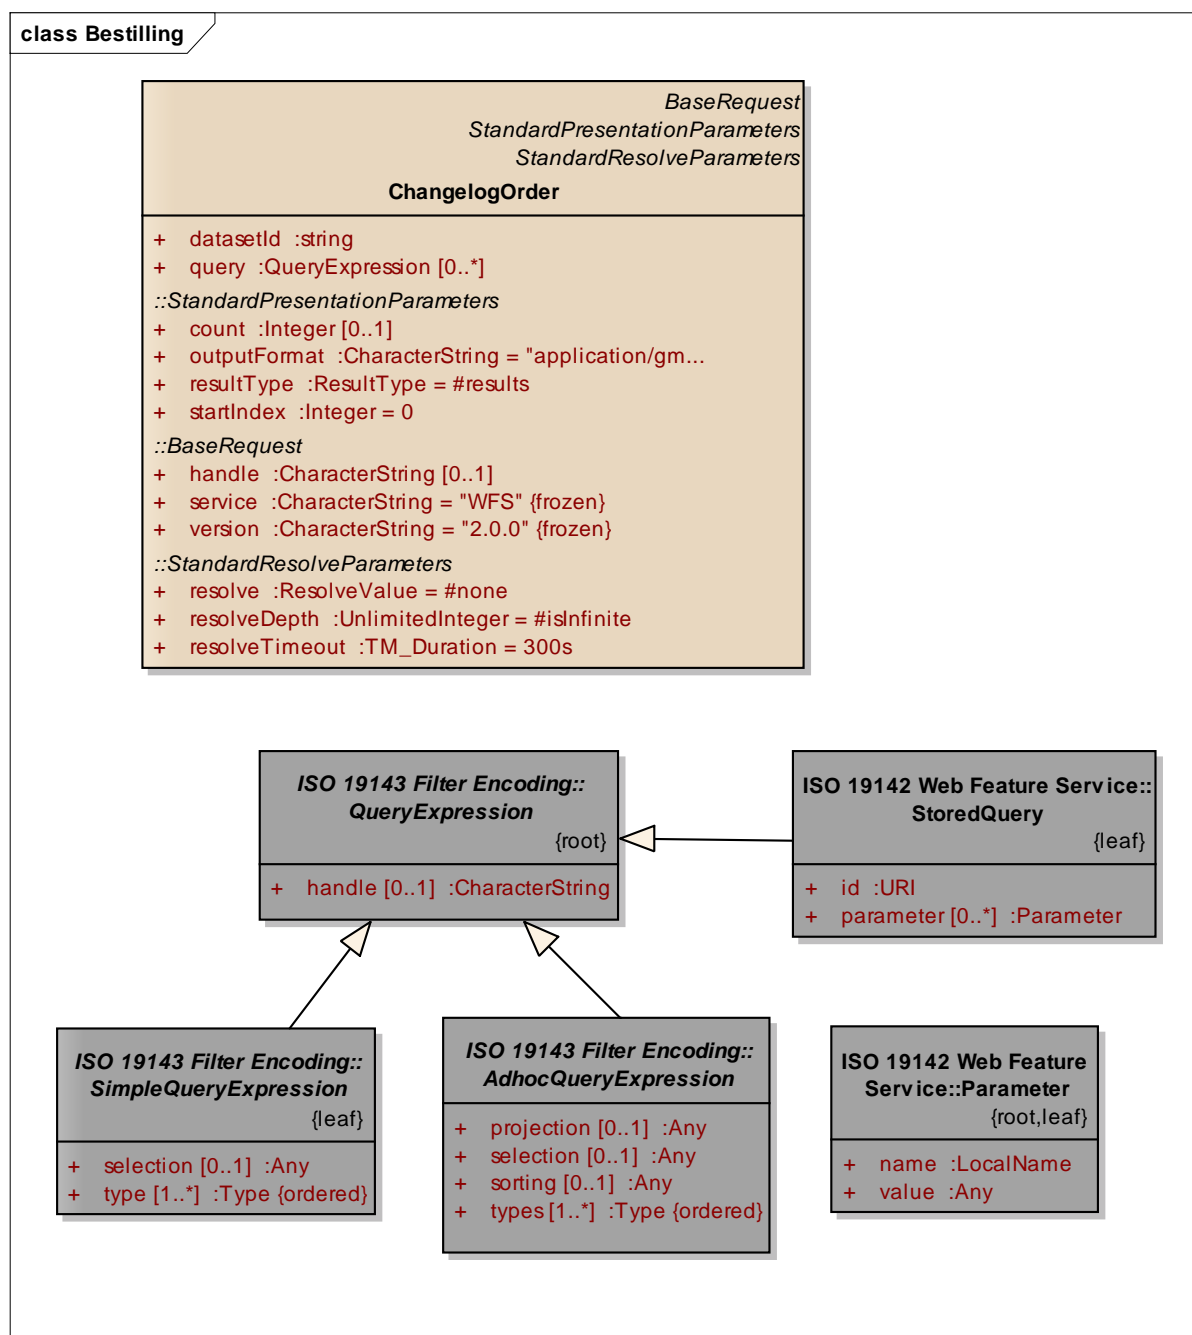 class Bestilling
BaseRequest
StandardPresentationParameters
StandardResolveParameters
ChangelogOrder
+ datasetId :string
+ query :QueryExpression [0..*]
::StandardPresentationParameters
+ count :Integer [0..1]
+ outputFormat :CharacterString = "application/gm...
+ resultType :ResultType = #results
+ startIndex :Integer = 0
::BaseRequest
+ handle :CharacterString [0..1]
+ service :CharacterString = "WFS" {frozen}
+ version :CharacterString = "2.0.0" {frozen}
::StandardResolveParameters
+ resolve :ResolveValue = #none
+ resolveDepth :UnlimitedInteger = #isInfinite
+ resolveTimeout :TM_Duration = 300s
ISO 19143 Filter Encoding::
QueryExpression
{root}
+ handle [0..1] :CharacterString
ISO 19142 Web Feature Service::
StoredQuery
{leaf}
+ id :URI
+ parameter [0..*] :Parameter
ISO 19143 Filter Encoding::
SimpleQueryExpression
{leaf}
+ selection [0..1] :Any
+ type [1..*] :Type {ordered}
ISO 19143 Filter Encoding::
AdhocQueryExpression
+ projection [0..1] :Any
+ selection [0..1] :Any
+ sorting [0..1] :Any
+ types [1..*] :Type {ordered}
ISO 19142 Web Feature
Service::Parameter
{root,leaf}
+ name :LocalName
+ value :Any